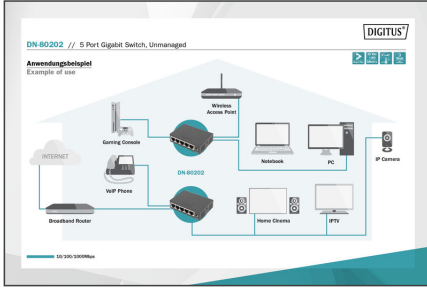 DIGITUS®
DN-80202 // 5 Port Gigabit Switch, Unmanaged
Anwendungsbeispiel
Example of use
Wireless
Access Point
Gaming Console
Notebook
PC
IP Camera
INTERNET
DN-80202
VoIP Phone
Broadband Router
Home Cinema
IPTV
10/100/1000Mbps